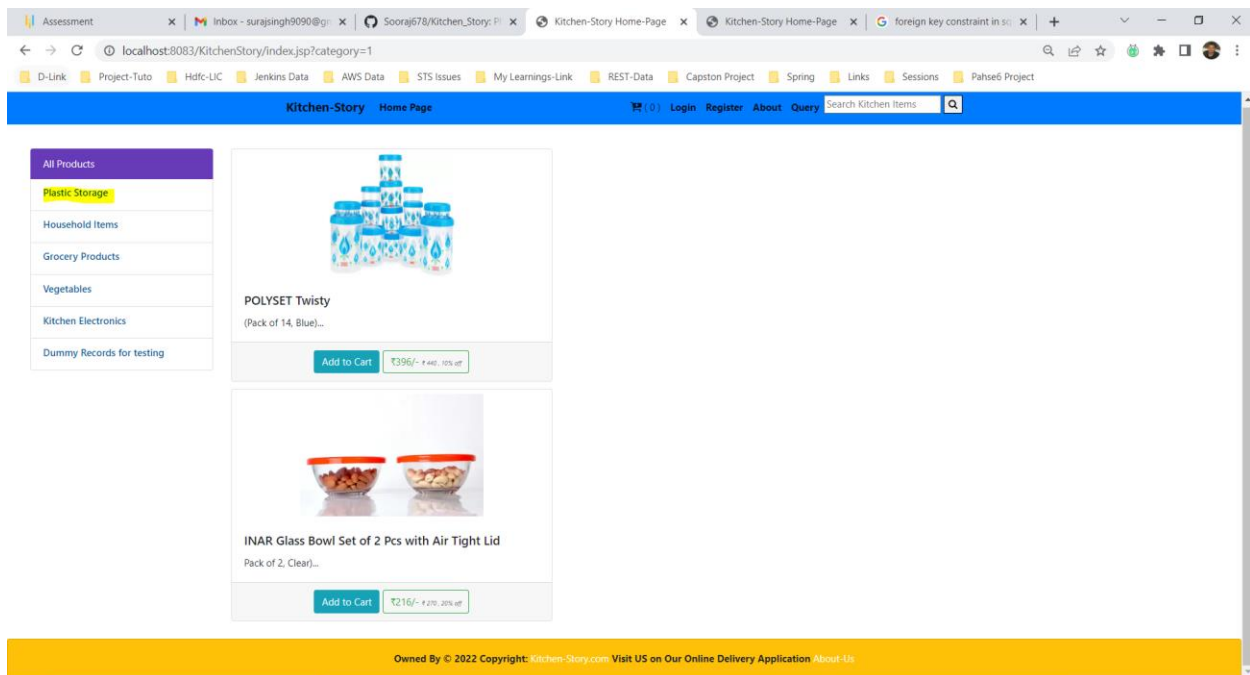 Assessment
Inbox - surajsingh9090@gm
Sooraj678/Kitchen_Story: Pl
Kitchen-Story Home-Page
Kitchen-Story Home-Page
foreign key constraint in sq
localhost:8083/KitchenStory/index.jsp?category=1
D-Link Project-Tuto Hdfc-LIC Jenkins Data AWS Data STS Issues My Learnings-Link REST-Data Capston Project Spring Links Sessions Pahse6 Project
Kitchen-Story Home Page ( 0 ) Login Register About Query Search Kitchen Items
All Products
Plastic Storage
Household Items
Grocery Products
Vegetables
Kitchen Electronics
Dummy Records for testing
POLYSET Twisty
(Pack of 14, Blue)...
Add to Cart ₹396/- ₹ 440 , 10% off
INAR Glass Bowl Set of 2 Pcs with Air Tight Lid
Pack of 2, Clear)...
Add to Cart ₹216/- ₹ 270 , 20% off
Owned By © 2022 Copyright: Kitchen-Story.com Visit US on Our Online Delivery Application About-Us